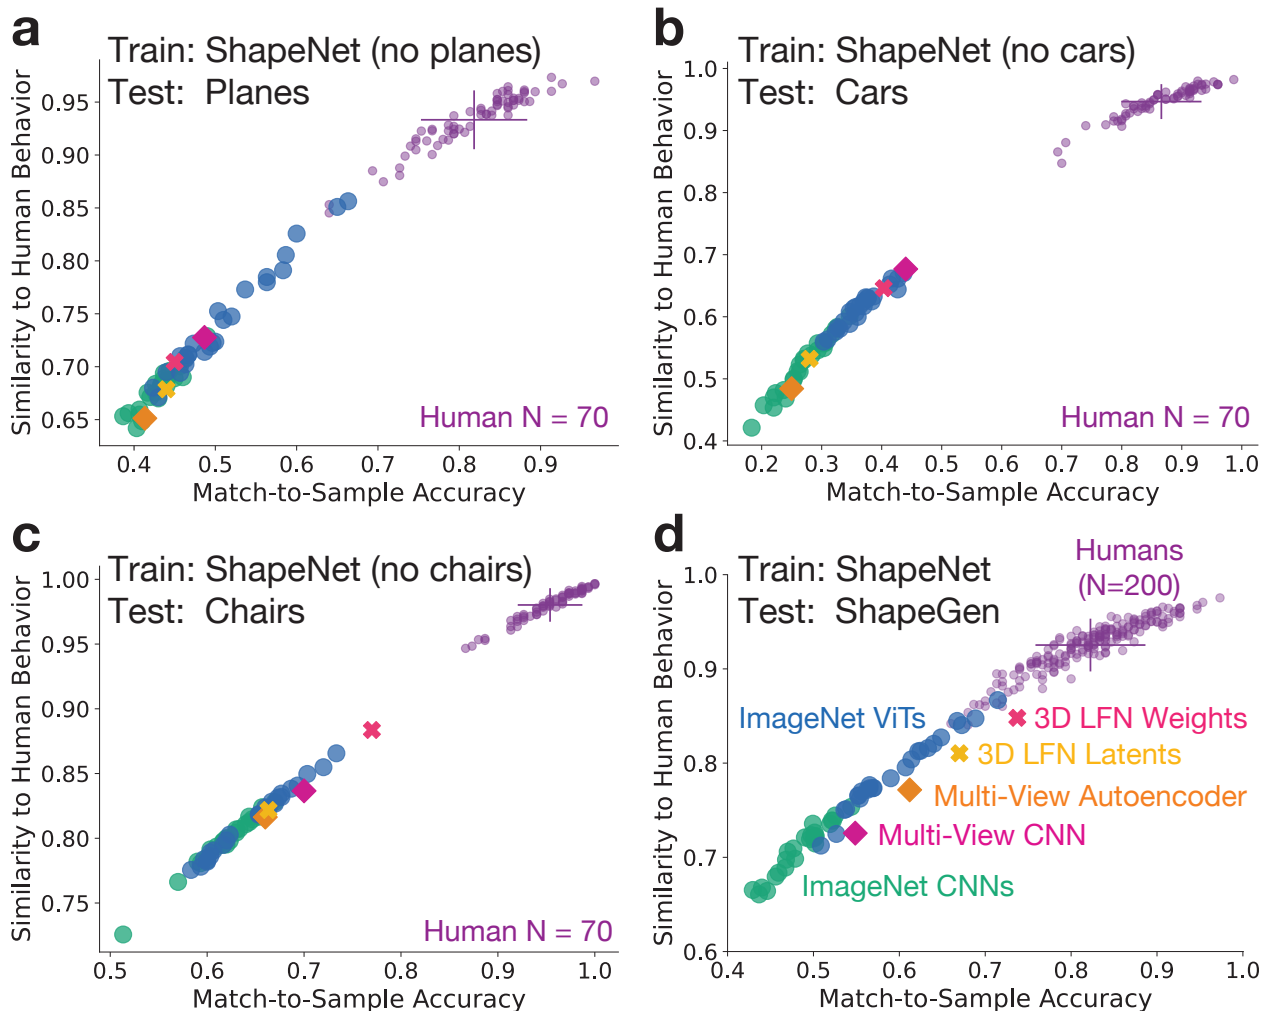 a
Train: ShapeNet (no planes)
Test: Planes
Similarity to Human Behavior
0.95
0.90
0.85
0.80
0.75
0.70
0.65
Human N = 70
0.4 0.5 0.6 0.7 0.8 0.9
Match-to-Sample Accuracy
b
Train: ShapeNet (no cars)
Test: Cars
Similarity to Human Behavior
1.0
0.9
0.8
0.7
0.6
0.5
0.4
Human N = 70
0.2 0.3 0.4 0.5 0.6 0.7 0.8 0.9 1.0
Match-to-Sample Accuracy
c
Train: ShapeNet (no chairs)
Test: Chairs
Similarity to Human Behavior
1.00
0.95
0.90
0.85
0.80
0.75
Human N = 70
0.5 0.6 0.7 0.8 0.9 1.0
Match-to-Sample Accuracy
d
Train: ShapeNet
Test: ShapeGen
Humans
(N=200)
Similarity to Human Behavior
1.0
0.9
0.8
0.7
0.6
ImageNet ViTs
3D LFN Weights
3D LFN Latents
Multi-View Autoencoder
Multi-View CNN
ImageNet CNNs
0.4 0.5 0.6 0.7 0.8 0.9 1.0
Match-to-Sample Accuracy